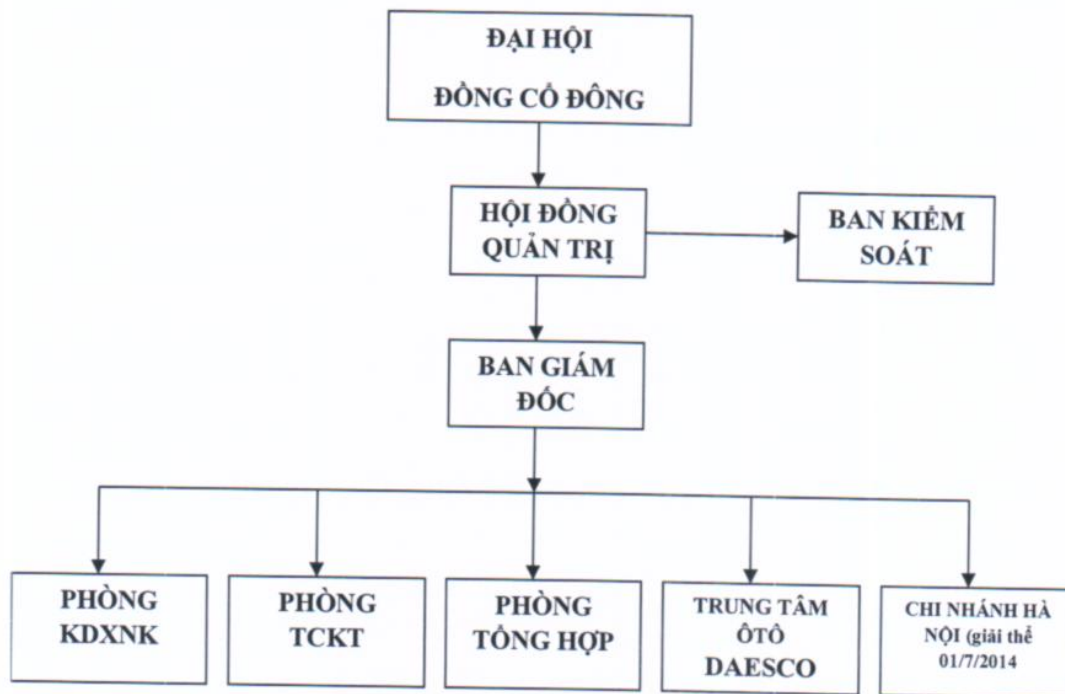 ĐẠI HỘI
ĐỒNG CỔ ĐÔNG
HỘI ĐỒNG
QUẢN TRỊ
BAN KIỂM
SOÁT
BAN GIÁM
ĐỐC
PHÒNG
KDXNK
PHÒNG
TCKT
PHÒNG
TỔNG HỢP
TRUNG TÂM
ÔTÔ
DAESCO
CHI NHÁNH HÀ
NỘI (giải thể
01/7/2014